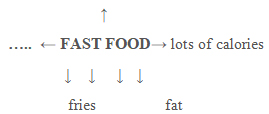 ..... ← FAST FOOD→ lots of calories
fries fat